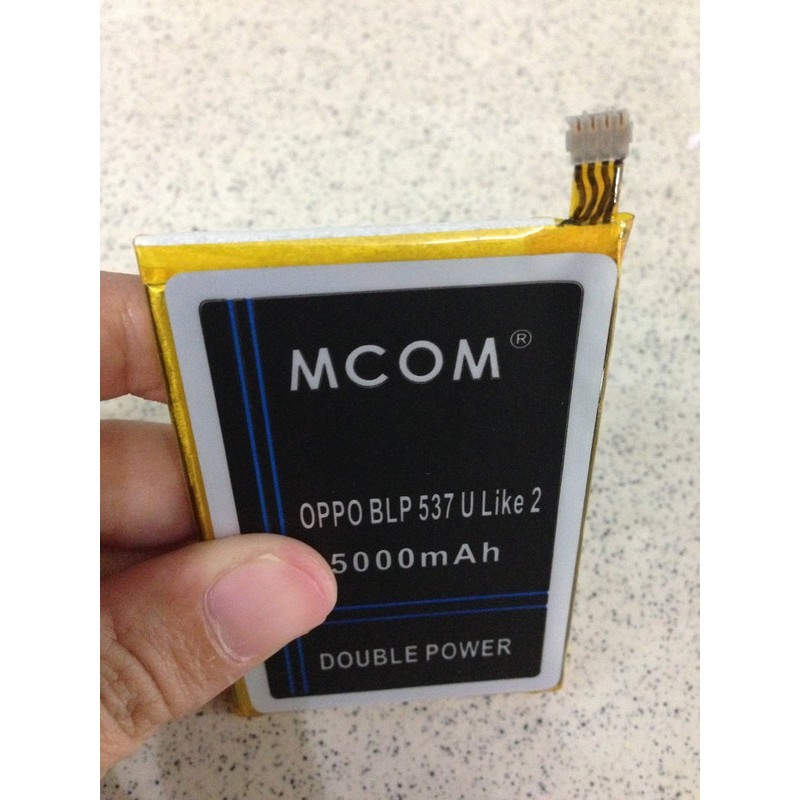 MCOM®
OPPO BLP 537 U Like 2
5000mAh
DOUBLE POWER